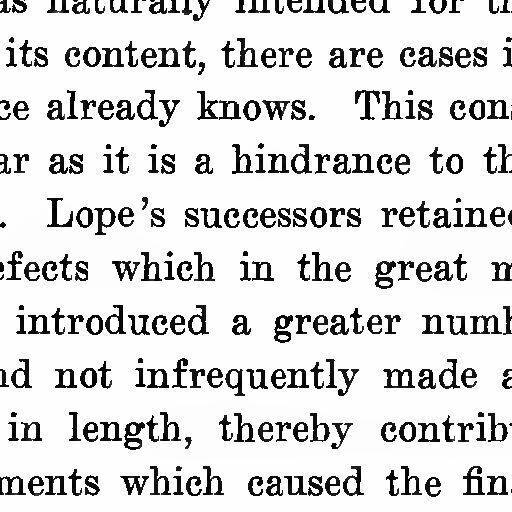 as naturally intended for th
its content, there are cases i
ce already knows. This con
ar as it is a hindrance to th
. Lope's successors retaine
efects which in the great m
introduced a greater numb
nd not infrequently made a
in length, thereby contrib
ments which caused the fin